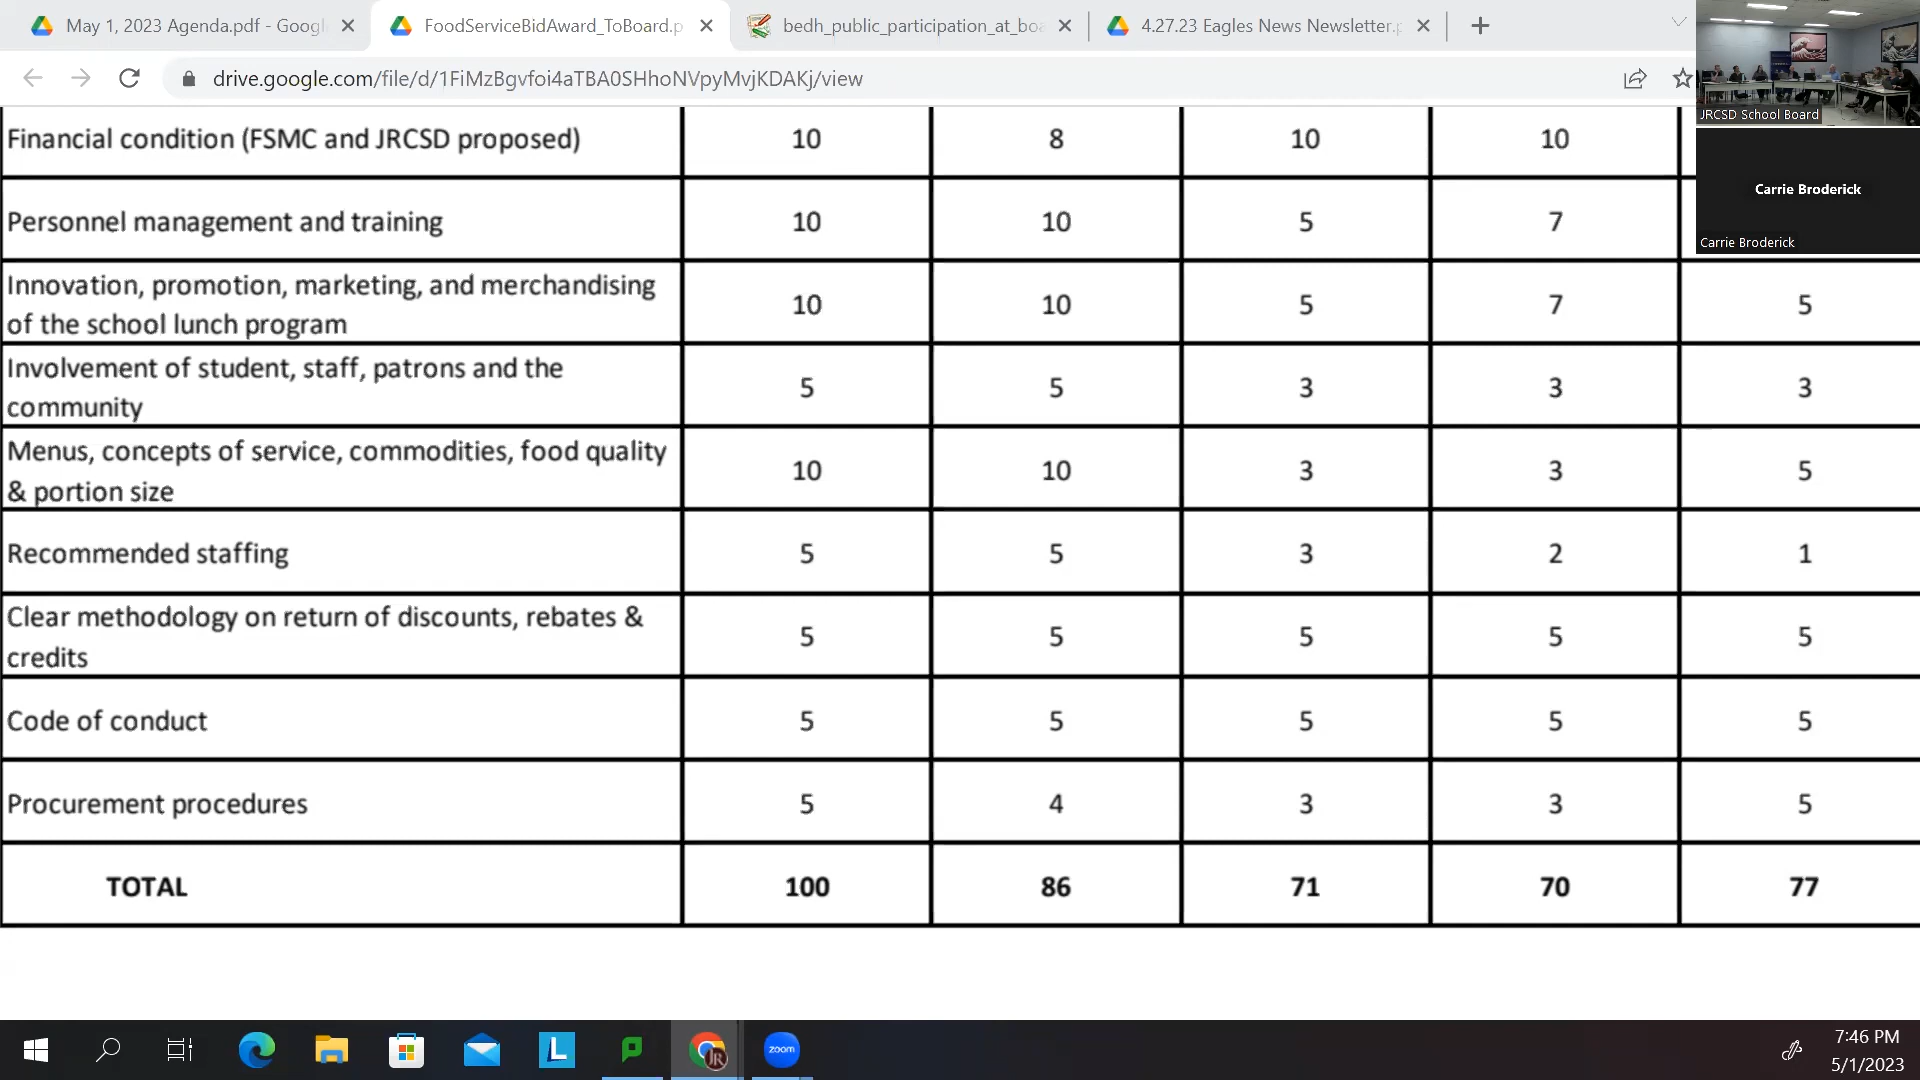 May 1, 2023 Agenda.pdf - Googl
FoodServiceBidAward_ToBoard.p
bedh_public_participation_at_boa
4.27.23 Eagles News Newsletter.p
drive.google.com/file/d/1FiMzBgvfoi4aTBA0SHhoNVpyMvjKDAKj/view
JRCSD School Board
Carrie Broderick
Carrie Broderick
Financial condition (FSMC and JRCSD proposed) 10 8 10 10
Personnel management and training 10 10 5 7
Innovation, promotion, marketing, and merchandising
of the school lunch program 10 10 5 7 5
Involvement of student, staff, patrons and the
community 5 5 3 3 3
Menus, concepts of service, commodities, food quality
& portion size 10 10 3 3 5
Recommended staffing 5 5 3 2 1
Clear methodology on return of discounts, rebates &
credits 5 5 5 5 5
Code of conduct 5 5 5 5 5
Procurement procedures 5 4 3 3 5
TOTAL 100 86 71 70 77
L
JR
zoom
7:46 PM
5/1/2023